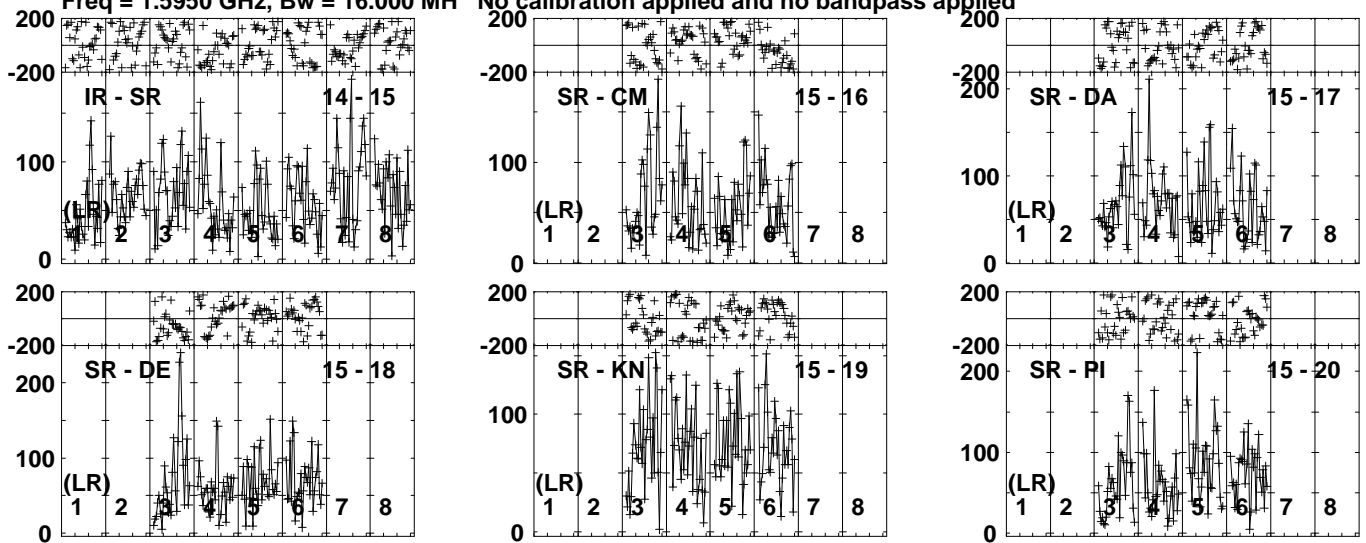 Freq = 1.5950 GHz, Bw = 16.000 MH No calibration applied and no bandpass applied
200
-200
IR - SR 14 - 15
100
(LR)
1 2 3 4 5 6 7 8
0
-200
SR - CM 15 - 16
100
(LR)
1 2 3 4 5 6 7 8
0
-200
200
SR - DA 15 - 17
100
(LR)
1 2 3 4 5 6 7 8
0
200
-200
SR - DE 15 - 18
200
100
(LR)
1 2 3 4 5 6 7 8
0
200
-200
SR - KN 15 - 19
100
(LR)
1 2 3 4 5 6 7 8
0
200
-200
SR - PI 15 - 20
200
100
(LR)
1 2 3 4 5 6 7 8
0